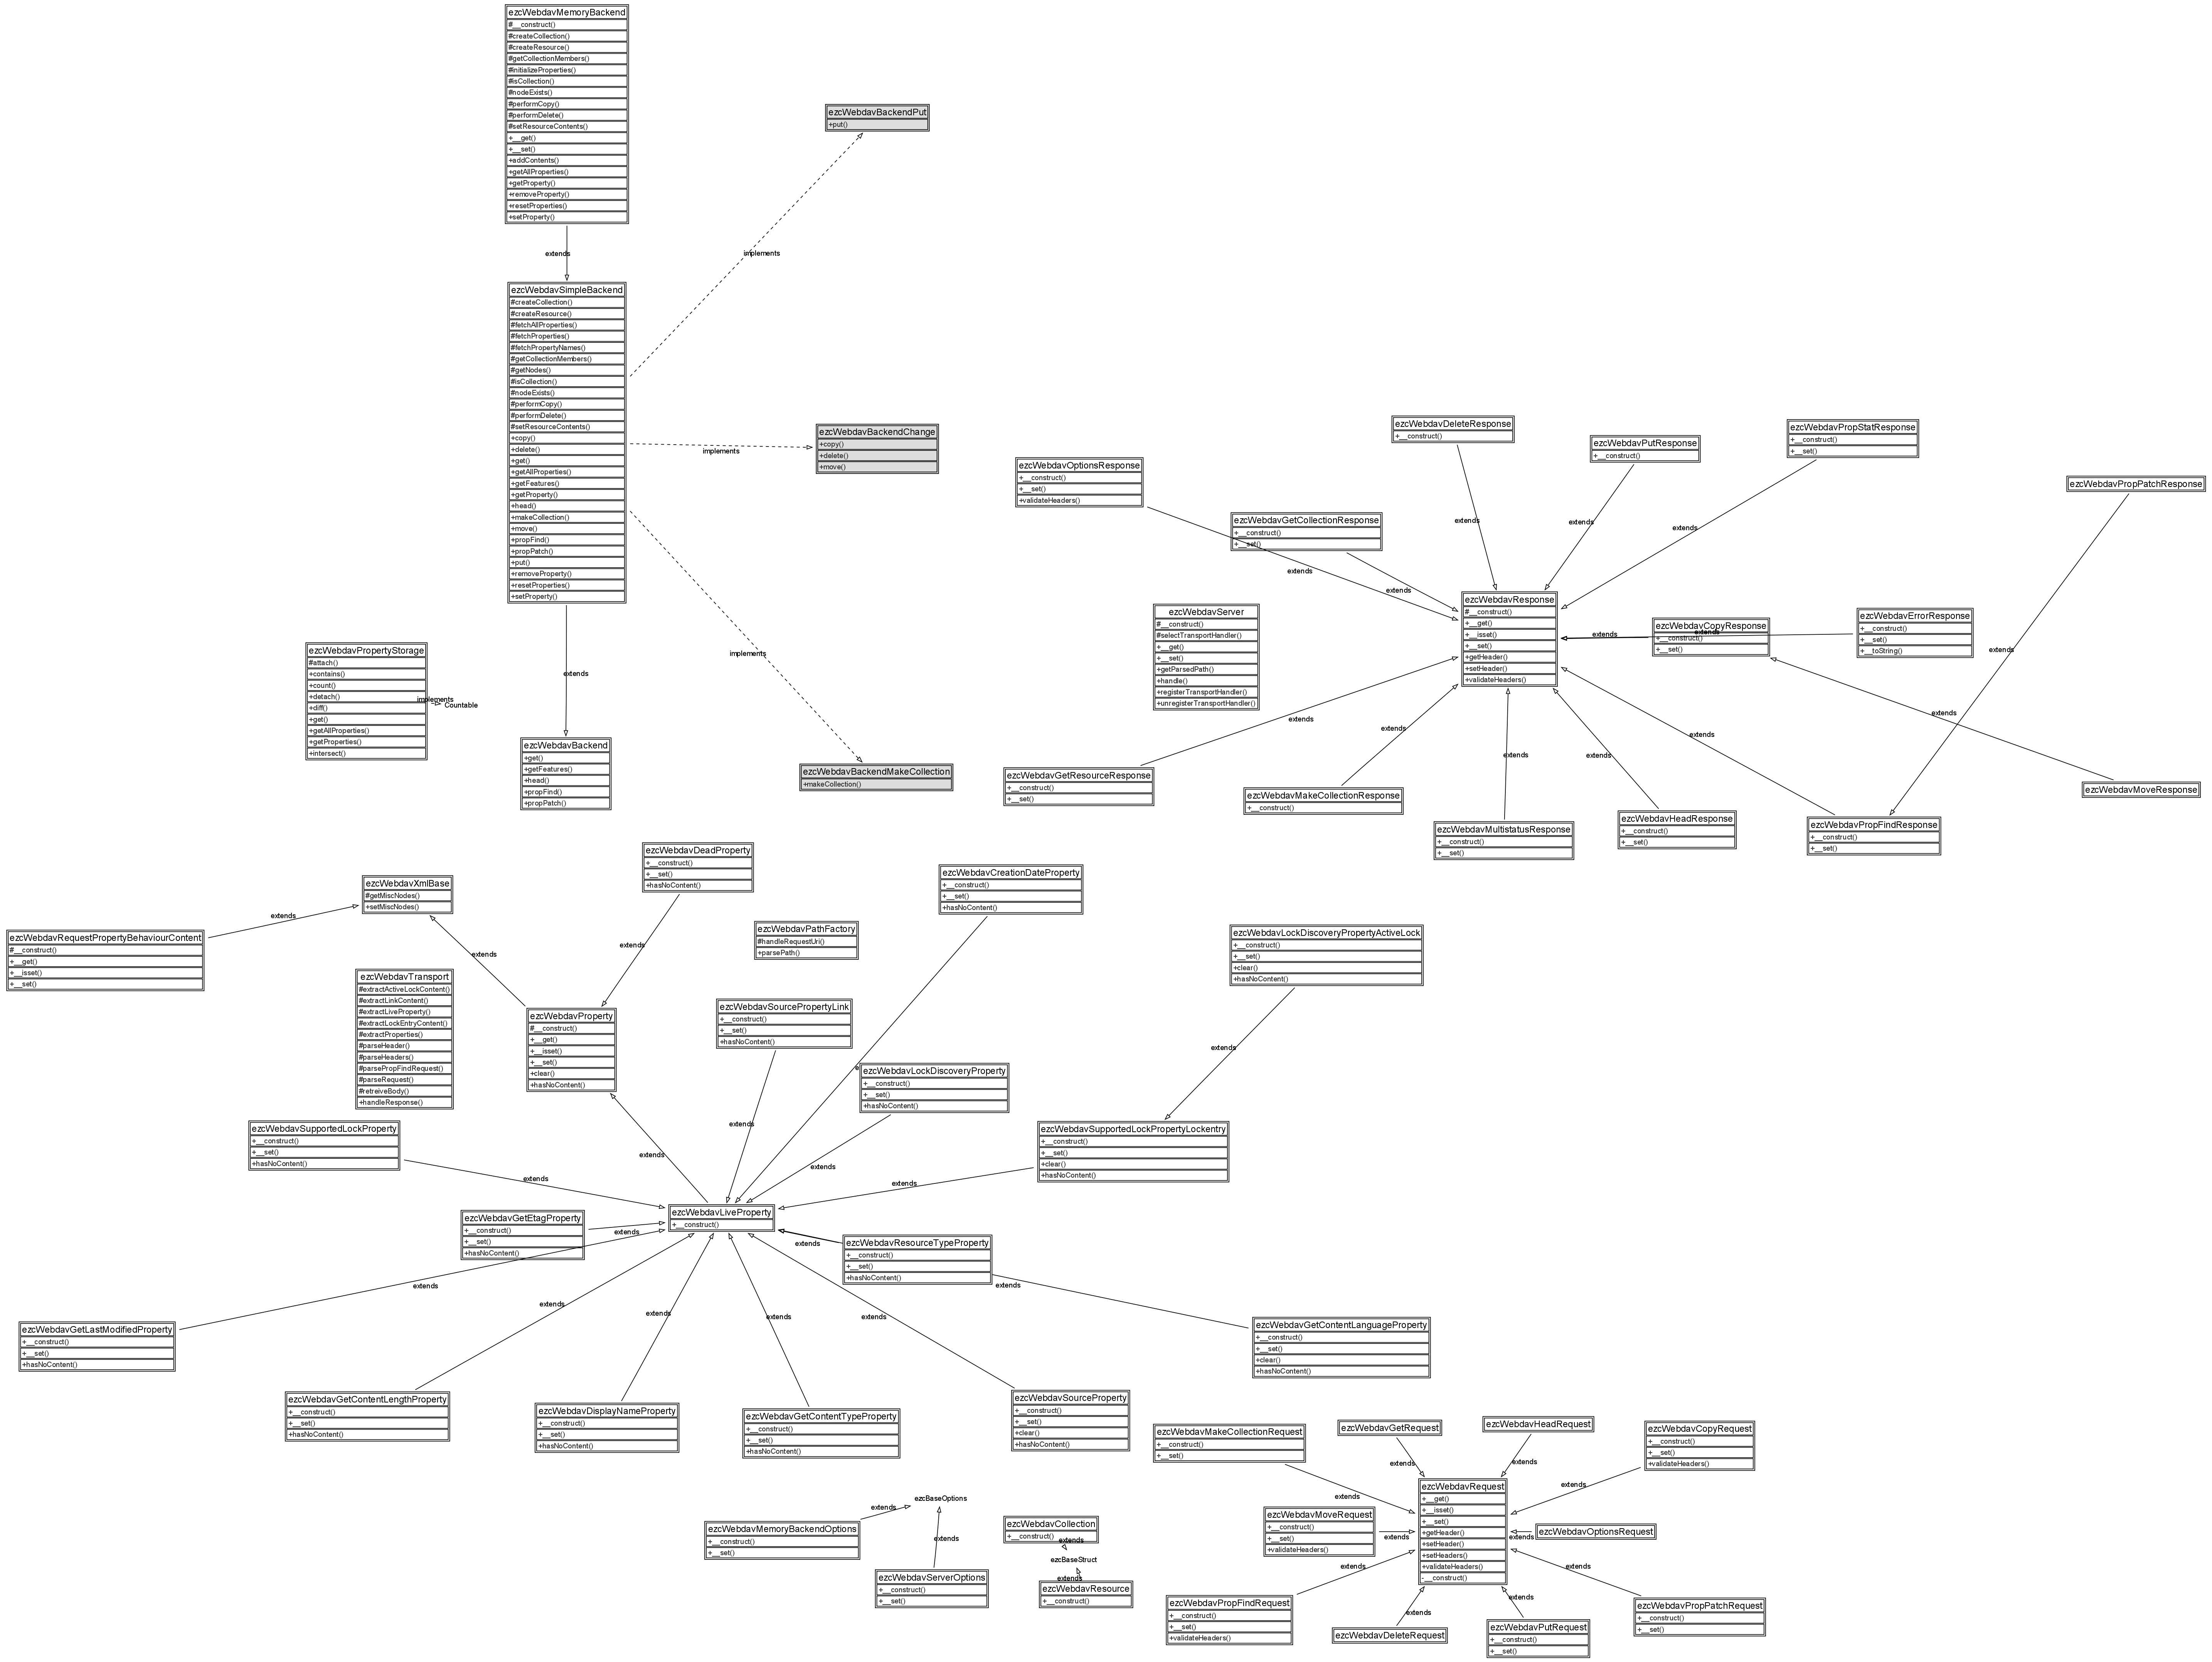 ezcWebdavMemoryBackend
#__construct()
#createCollection()
#createResource()
#getCollectionMembers()
#initializeProperties()
#isCollection()
#nodeExists()
#performCopy()
#performDelete()
#setResourceContents()
+__get()
+__set()
+addContents()
+getAllProperties()
+getProperty()
+removeProperty()
+resetProperties()
+setProperty()
extends
ezcWebdavBackendPut
+put()
implements
ezcWebdavSimpleBackend
#createCollection()
#createResource()
#fetchAllProperties()
#fetchProperties()
#fetchPropertyNames()
#getCollectionMembers()
#getNodes()
#isCollection()
#nodeExists()
#performCopy()
#performDelete()
#setResourceContents()
+copy()
+delete()
+get()
+getAllProperties()
+getFeatures()
+getProperty()
+head()
+makeCollection()
+move()
+propFind()
+propPatch()
+put()
+removeProperty()
+resetProperties()
+setProperty()
implements
ezcWebdavBackendChange
+copy()
+delete()
+move()
implements
ezcWebdavBackendMakeCollection
+makeCollection()
extends
ezcWebdavBackend
+get()
+getFeatures()
+head()
+propFind()
+propPatch()
ezcWebdavPropertyStorage
#attach()
+contains()
+count()
+detach()
+diff()
+get()
+getAllProperties()
+getProperties()
+intersect()
implements
Countable
ezcWebdavOptionsResponse
+__construct()
+__set()
+validateHeaders()
extends
ezcWebdavGetCollectionResponse
+__construct()
+__set()
extends
ezcWebdavDeleteResponse
+__construct()
extends
ezcWebdavPutResponse
+__construct()
extends
ezcWebdavPropStatResponse
+__construct()
+__set()
extends
ezcWebdavPropPatchResponse
extends
ezcWebdavServer
#__construct()
#selectTransportHandler()
+__get()
+__set()
+getParsedPath()
+handle()
+registerTransportHandler()
+unregisterTransportHandler()
ezcWebdavResponse
#__construct()
+__get()
+__isset()
+__set()
+getHeader()
+setHeader()
+validateHeaders()
extends
ezcWebdavCopyResponse
+__construct()
+__set()
extends
ezcWebdavErrorResponse
+__construct()
+__set()
+__toString()
extends
ezcWebdavMoveResponse
extends
ezcWebdavGetResourceResponse
+__construct()
+__set()
extends
ezcWebdavMakeCollectionResponse
+__construct()
extends
ezcWebdavMultistatusResponse
+__construct()
+__set()
extends
ezcWebdavHeadResponse
+__construct()
+__set()
extends
ezcWebdavPropFindResponse
+__construct()
+__set()
ezcWebdavXmlBase
#getMiscNodes()
+setMiscNodes()
extends
ezcWebdavRequestPropertyBehaviourContent
#__construct()
+__get()
+__isset()
+__set()
extends
ezcWebdavDeadProperty
+__construct()
+__set()
+hasNoContent()
extends
ezcWebdavPathFactory
#handleRequestUri()
+parsePath()
ezcWebdavCreationDateProperty
+__construct()
+__set()
+hasNoContent()
ezcWebdavLockDiscoveryPropertyActiveLock
+__construct()
+__set()
+clear()
+hasNoContent()
extends
ezcWebdavTransport
#extractActiveLockContent()
#extractLinkContent()
#extractLiveProperty()
#extractLockEntryContent()
#extractProperties()
#parseHeader()
#parseHeaders()
#parsePropFindRequest()
#parseRequest()
#retreiveBody()
+handleResponse()
ezcWebdavProperty
#__construct()
+__get()
+__isset()
+__set()
+clear()
+hasNoContent()
extends
ezcWebdavSourcePropertyLink
+__construct()
+__set()
+hasNoContent()
extends
ezcWebdavLockDiscoveryProperty
+__construct()
+__set()
+hasNoContent()
extends
ezcWebdavSupportedLockPropertyLockentry
+__construct()
+__set()
+clear()
+hasNoContent()
extends
ezcWebdavSupportedLockProperty
+__construct()
+__set()
+hasNoContent()
extends
ezcWebdavLiveProperty
+__construct()
ezcWebdavGetEtagProperty
+__construct()
+__set()
+hasNoContent()
extends
ezcWebdavResourceTypeProperty
+__construct()
+__set()
+hasNoContent()
extends
ezcWebdavGetLastModifiedProperty
+__construct()
+__set()
+hasNoContent()
extends
ezcWebdavGetContentLengthProperty
+__construct()
+__set()
+hasNoContent()
extends
ezcWebdavDisplayNameProperty
+__construct()
+__set()
+hasNoContent()
extends
ezcWebdavGetContentTypeProperty
+__construct()
+__set()
+hasNoContent()
extends
ezcWebdavSourceProperty
+__construct()
+__set()
+clear()
+hasNoContent()
extends
ezcWebdavGetContentLanguageProperty
+__construct()
+__set()
+clear()
+hasNoContent()
extends
ezcBaseOptions
extends
ezcWebdavMemoryBackendOptions
+__construct()
+__set()
extends
ezcWebdavServerOptions
+__construct()
+__set()
ezcWebdavCollection
+__construct()
extends
ezcBaseStruct
extends
ezcWebdavResource
+__construct()
ezcWebdavMakeCollectionRequest
+__construct()
+__set()
extends
ezcWebdavGetRequest
extends
ezcWebdavHeadRequest
extends
ezcWebdavCopyRequest
+__construct()
+__set()
+validateHeaders()
extends
ezcWebdavRequest
+__get()
+__isset()
+__set()
+getHeader()
+setHeader()
+setHeaders()
+validateHeaders()
-__construct()
ezcWebdavMoveRequest
+__construct()
+__set()
+validateHeaders()
extends
ezcWebdavOptionsRequest
extends
ezcWebdavPropFindRequest
+__construct()
+__set()
+validateHeaders()
extends
ezcWebdavDeleteRequest
extends
ezcWebdavPutRequest
+__construct()
+__set()
extends
ezcWebdavPropPatchRequest
+__construct()
+__set()
extends